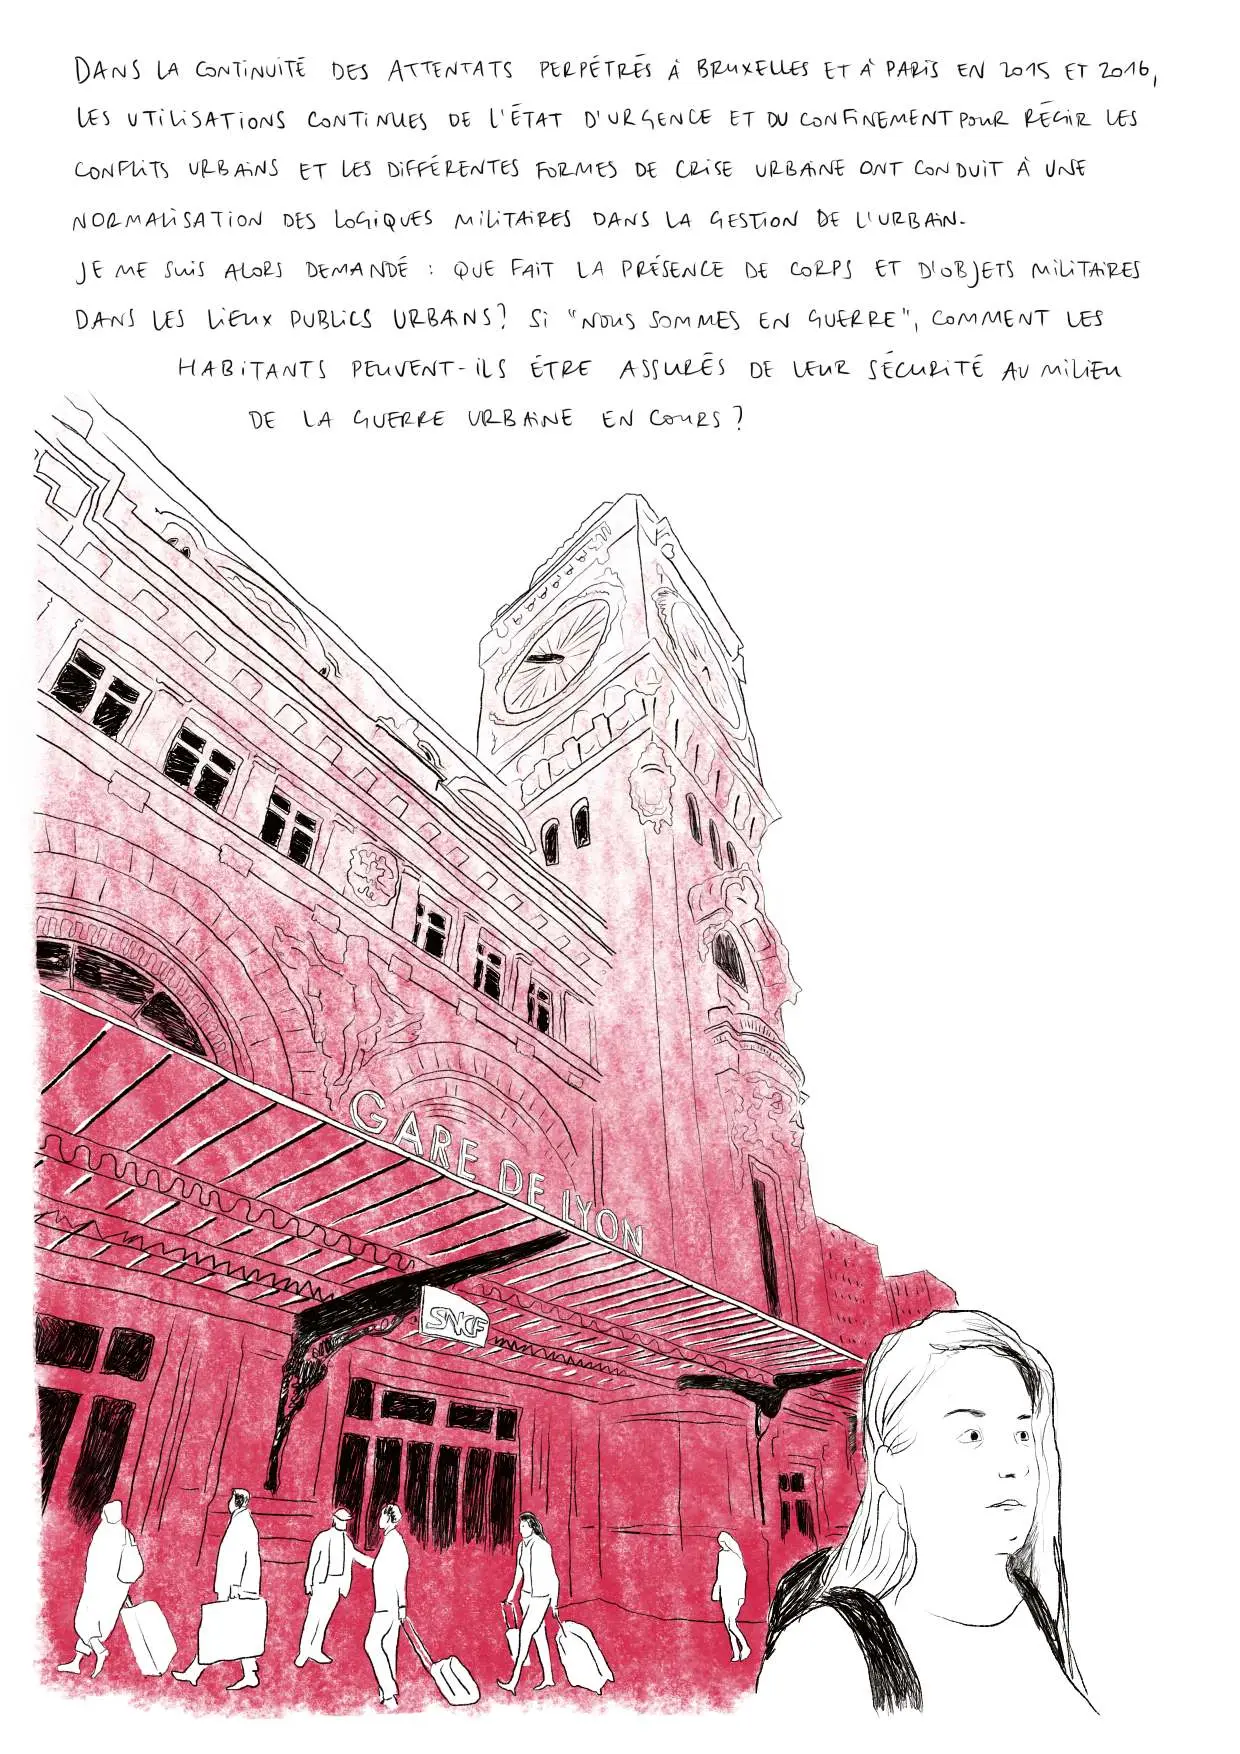 DANS LA CONTINUITÉ DES ATTENTATS PERPÉTRÉS À BRUXELLES ET À PARIS EN 2015 ET 2016,
LES UTILISATIONS CONTINUES DE L'ÉTAT D'URGENCE ET DU CONFINEMENT POUR RÉGIR LES
CONFLITS URBAINS ET LES DIFFÉRENTES FORMES DE CRISE URBAINE ONT CONDUIT À UNE
NORMALISATION DES LOGIQUES MILITAIRES DANS LA GESTION DE L'URBAIN.
JE ME SUIS ALORS DEMANDÉ : QUE FAIT LA PRÉSENCE DE CORPS ET D'OBJETS MILITAIRES
DANS LES LIEUX PUBLICS URBAINS? SI "NOUS SOMMES EN GUERRE", COMMENT LES
HABITANTS PEUVENT-ILS ÊTRE ASSURÉS DE LEUR SÉCURITÉ AU MILIEU
DE LA GUERRE URBAINE EN COURS?
GARE DE LYON
SNCF